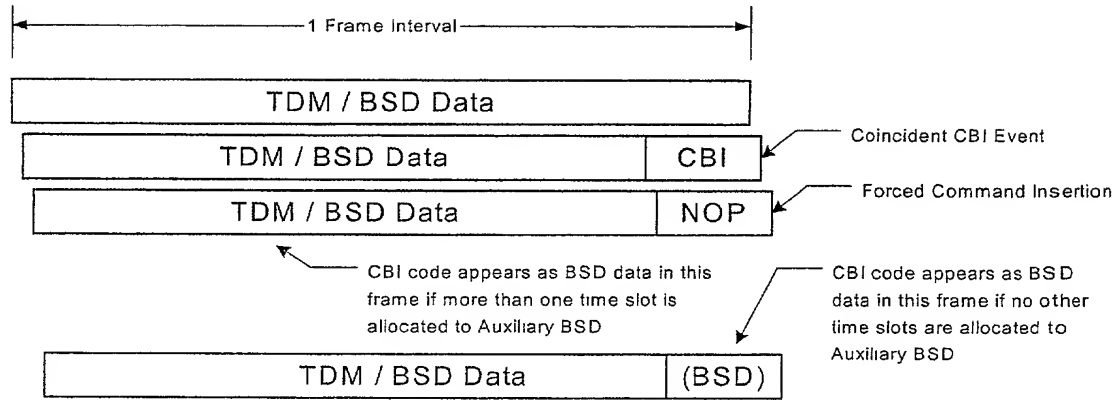 1 Frame Interval
TDM / BSD Data
TDM / BSD Data CBI
Coincident CBI Event
TDM / BSD Data NOP
Forced Command Insertion
CBI code appears as BSD data in this
frame if more than one time slot is
allocated to Auxiliary BSD
CBI code appears as BSD
data in this frame if no other
time slots are allocated to
Auxiliary BSD
TDM / BSD Data (BSD)